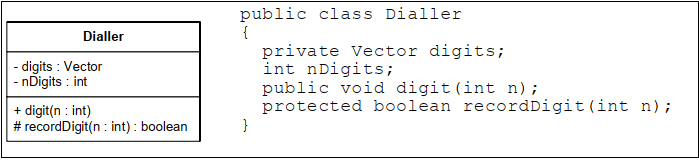 Dialler
- digits : Vector
- nDigits : int
+ digit(n : int)
# recordDigit(n : int) : boolean
public class Dialler
{
  private Vector digits;
  int nDigits;
  public void digit(int n);
  protected boolean recordDigit(int n);
}